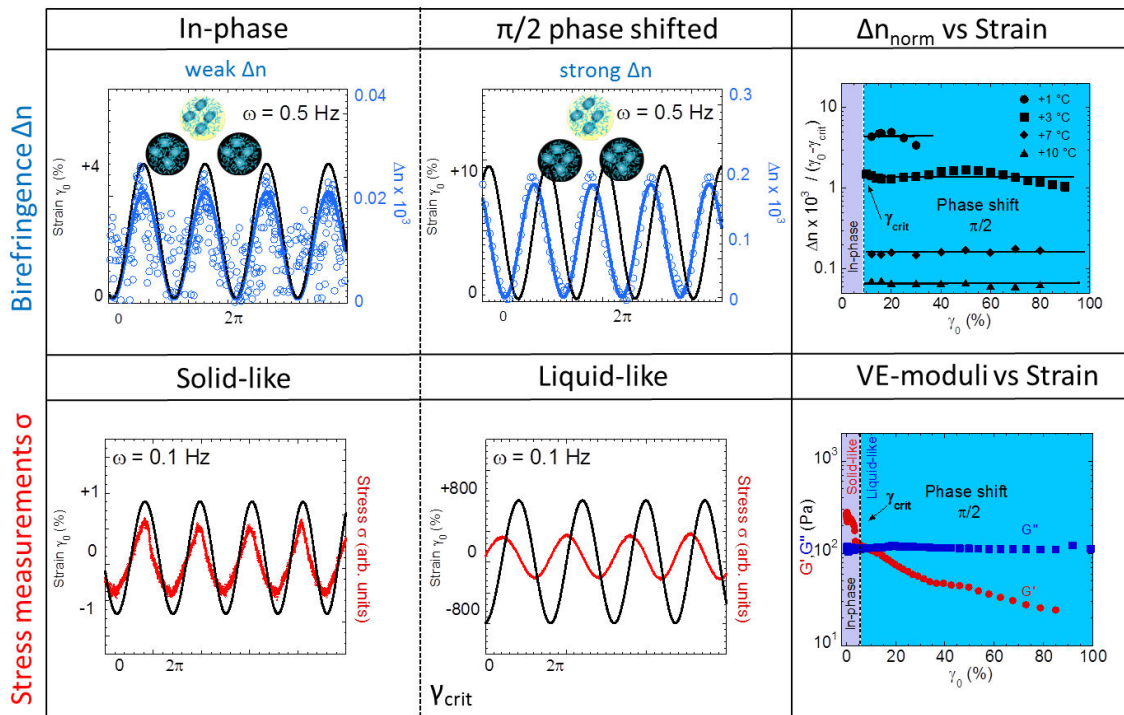 In-phase
π/2 phase shifted
Δn_norm vs Strain
Birefringence Δn
weak Δn
ω = 0.5 Hz
Strain γ₀ (%)
+4
0
0.04
0.02
0
Δn x 10³
0
2π
strong Δn
ω = 0.5 Hz
Strain γ₀ (%)
+10
0
0.3
0.2
0.1
0
Δn x 10³
0
2π
Δn x 10³ / (γ₀-γ_crit)
10
1
0.1
+1 °C
+3 °C
+7 °C
+10 °C
In-phase
γ_crit
Phase shift
π/2
0 20 40 60 80 100
γ₀ (%)
Solid-like
Liquid-like
VE-moduli vs Strain
Stress measurements σ
ω = 0.1 Hz
Strain γ₀ (%)
+1
0
-1
Stress σ (arb. units)
0
2π
ω = 0.1 Hz
Strain γ₀ (%)
+800
0
-800
Stress σ (arb. units)
0
2π
γ_crit
G' G'' (Pa)
10³
10²
10¹
Solid-like
Liquid-like
In-phase
γ_crit
Phase shift
π/2
G''
G'
0 20 40 60 80 100
γ₀ (%)